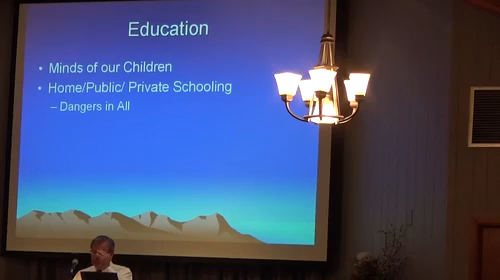 Education
• Minds of our Children
• Home/Public/ Private Schooling
– Dangers in All